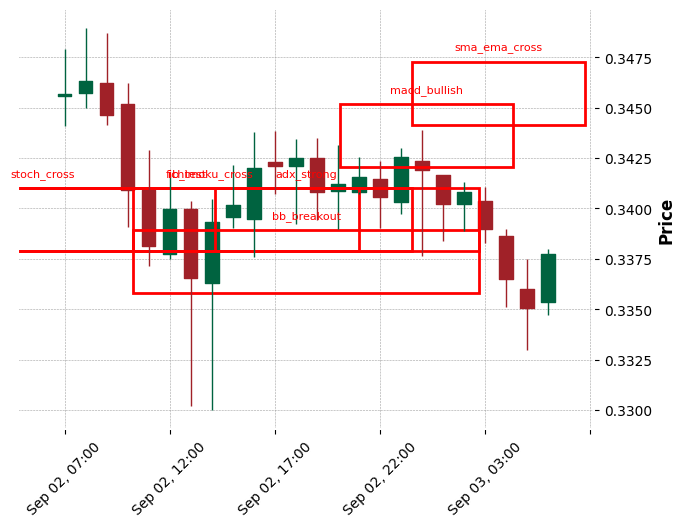 sma_ema_cross
macd_bullish
stoch_cross
adx_strong
bb_breakout
0.3475
0.3450
0.3425
0.3400
0.3375
0.3350
0.3325
0.3300
Price
Sep 02, 07:00
Sep 02, 12:00
Sep 02, 17:00
Sep 02, 22:00
Sep 03, 03:00